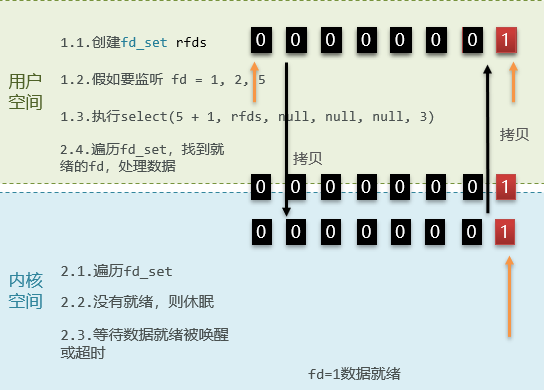 1.1.创建fd_set rfds
0 0 0 0 0 0 0 1
用户
空间
1.2.假如要监听 fd = 1, 2, 5
1.3.执行select(5 + 1, rfds, null, null, null, 3)
拷贝
2.4.遍历fd_set, 找到就
绪的fd, 处理数据
拷贝
0 0 0 0 0 0 0 1
0 0 0 0 0 0 0 1
内核
空间
2.1.遍历fd_set
2.2.没有就绪, 则休眠
2.3.等待数据就绪被唤醒
或超时
fd=1数据就绪